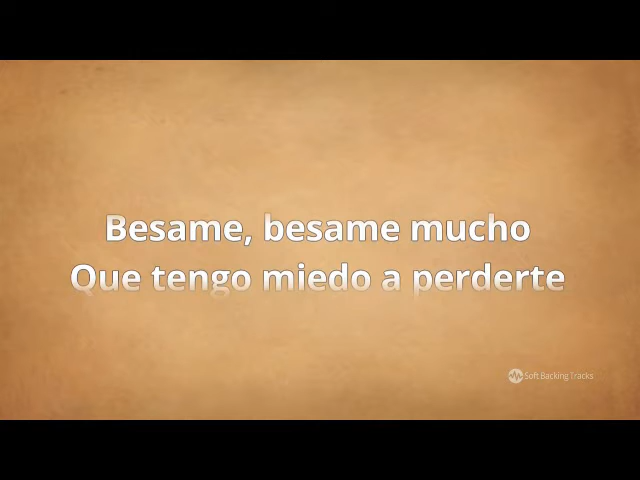 Besame, besame mucho
Que tengo miedo a perderte
Soft Backing Tracks